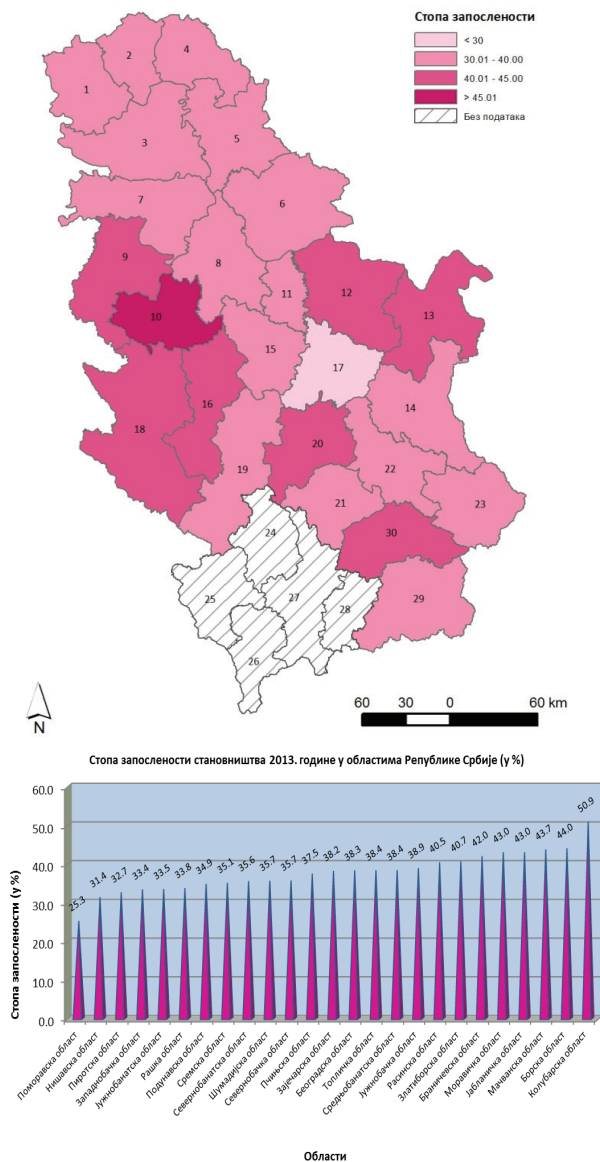 Стопа запослености
< 30
30.01 - 40.00
40.01 - 45.00
> 45.01
Без података
1
2
4
3
5
7
6
9
8
11
12
13
10
15
17
14
18
16
20
19
22
21
23
30
24
25
27
28
29
26
N
60 30 0 60 km
Стопа запослености становништва 2013. године у областима Републике Србије (у %)
Стопа запослености (у %)
60.0
50.0
40.0
30.0
20.0
10.0
0.0
25.3
31.4
32.7
33.4
33.5
33.8
34.9
35.1
35.6
35.7
35.7
37.5
38.2
38.3
38.4
38.4
38.9
40.5
40.7
42.0
43.0
43.0
43.7
44.0
50.9
Поморавска област
Нишавска област
Пиротска област
Западнобачка област
Јужнобанатска област
Рашка област
Подунавска област
Сремска област
Севернобанатска област
Шумадијска област
Севернобачка област
Пчињска област
Зајечарска област
Београдска област
Топличка област
Средњобанатска област
Јужнобачка област
Расинска област
Златиборска област
Браничевска област
Моравичка област
Јабланичка област
Мачванска област
Борска област
Колубарска област
Области